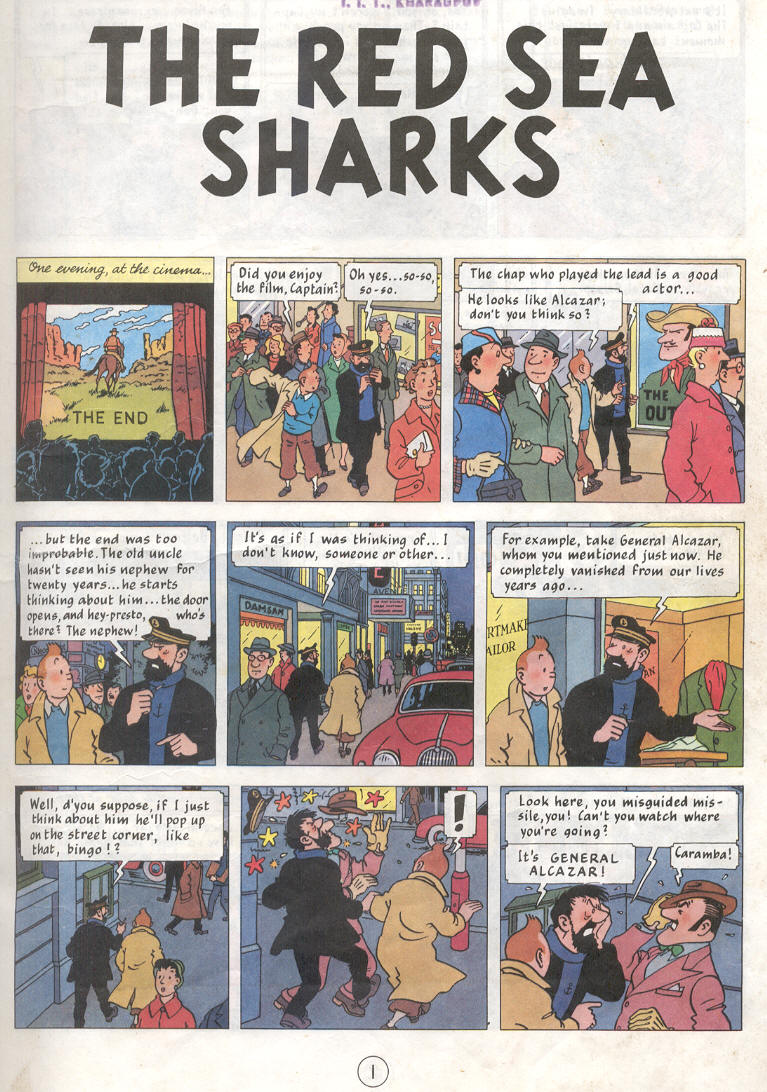 I. I. T., KHARAGPUR
THE RED SEA
SHARKS
One evening, at the cinema...
THE END
Did you enjoy
the film, Captain?
Oh yes...so-so,
so-so.
The chap who played the lead is a good
actor...
He looks like Alcazar;
don't you think so?
THE
OUT
...but the end was too
improbable. The old uncle
hasn't seen his nephew for
twenty years...he starts
thinking about him...the door
opens, and hey-presto, who's
there? The nephew!
It's as if I was thinking of...I
don't know, someone or other...
DAMSAM
AVENUE
For example, take General Alcazar,
whom you mentioned just now. He
completely vanished from our lives
years ago...
RTMAKE
AILOR
AN
Well, d'you suppose, if I just
think about him he'll pop up
on the street corner, like
that, bingo!?
!
Look here, you misguided mis-
sile, you! Can't you watch where
you're going?
It's GENERAL
ALCAZAR!
Caramba!
1